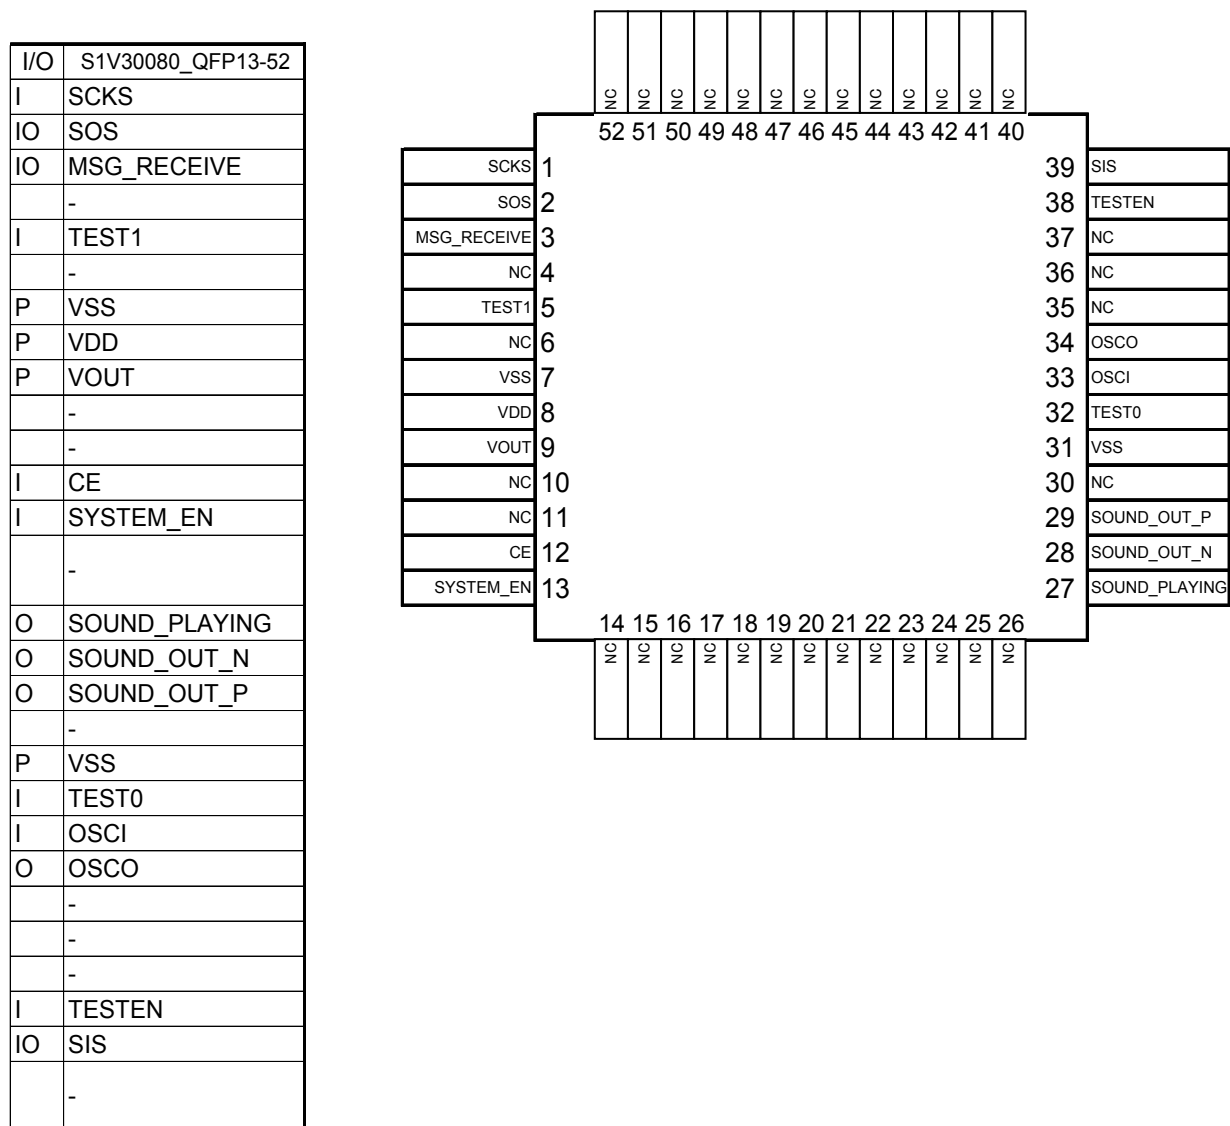 I/O S1V30080_QFP13-52
I SCKS
IO SOS
IO MSG_RECEIVE
-
I TEST1
-
P VSS
P VDD
P VOUT
-
-
I CE
I SYSTEM_EN
-
O SOUND_PLAYING
O SOUND_OUT_N
O SOUND_OUT_P
-
P VSS
I TEST0
I OSCI
O OSCO
-
-
-
I TESTEN
IO SIS
-
NC NC NC NC NC NC NC NC NC NC NC NC NC
52 51 50 49 48 47 46 45 44 43 42 41 40
SCKS 1
SOS 2
MSG_RECEIVE 3
NC 4
TEST1 5
NC 6
VSS 7
VDD 8
VOUT 9
NC 10
NC 11
CE 12
SYSTEM_EN 13
39 SIS
38 TESTEN
37 NC
36 NC
35 NC
34 OSCO
33 OSCI
32 TEST0
31 VSS
30 NC
29 SOUND_OUT_P
28 SOUND_OUT_N
27 SOUND_PLAYING
14 15 16 17 18 19 20 21 22 23 24 25 26
NC NC NC NC NC NC NC NC NC NC NC NC NC